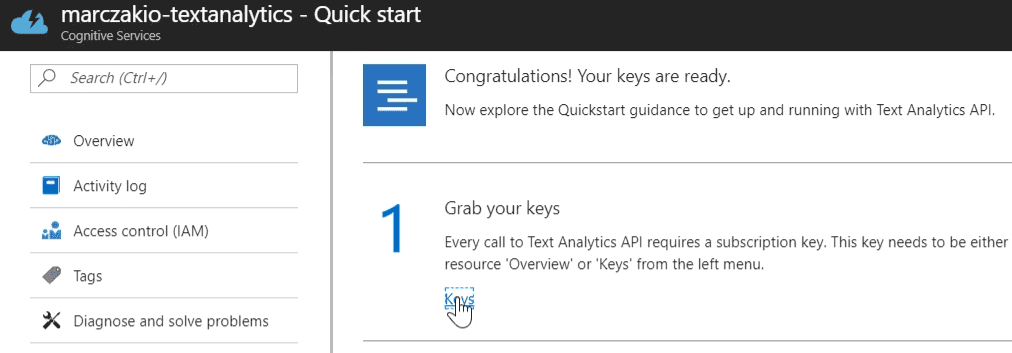 marczakio-textanalytics - Quick start
Cognitive Services
Search (Ctrl+/)
Overview
Activity log
Access control (IAM)
Tags
Diagnose and solve problems
Congratulations! Your keys are ready.
Now explore the Quickstart guidance to get up and running with Text Analytics API.
1
Grab your keys
Every call to Text Analytics API requires a subscription key. This key needs to be either
resource 'Overview' or 'Keys' from the left menu.
Keys